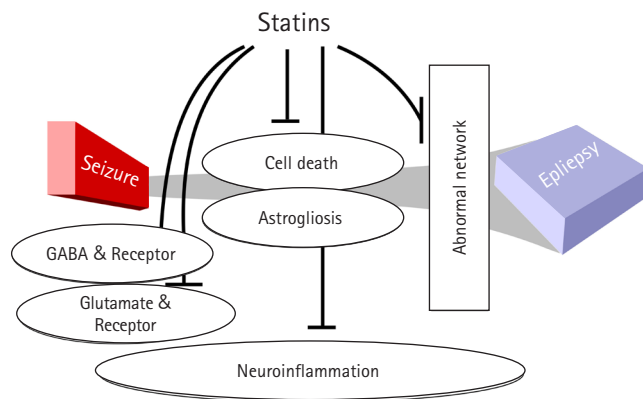 Statins
Seizure
Cell death
Astrogliosis
Abnormal network
Epliepsy
GABA & Receptor
Glutamate &
Receptor
Neuroinflammation